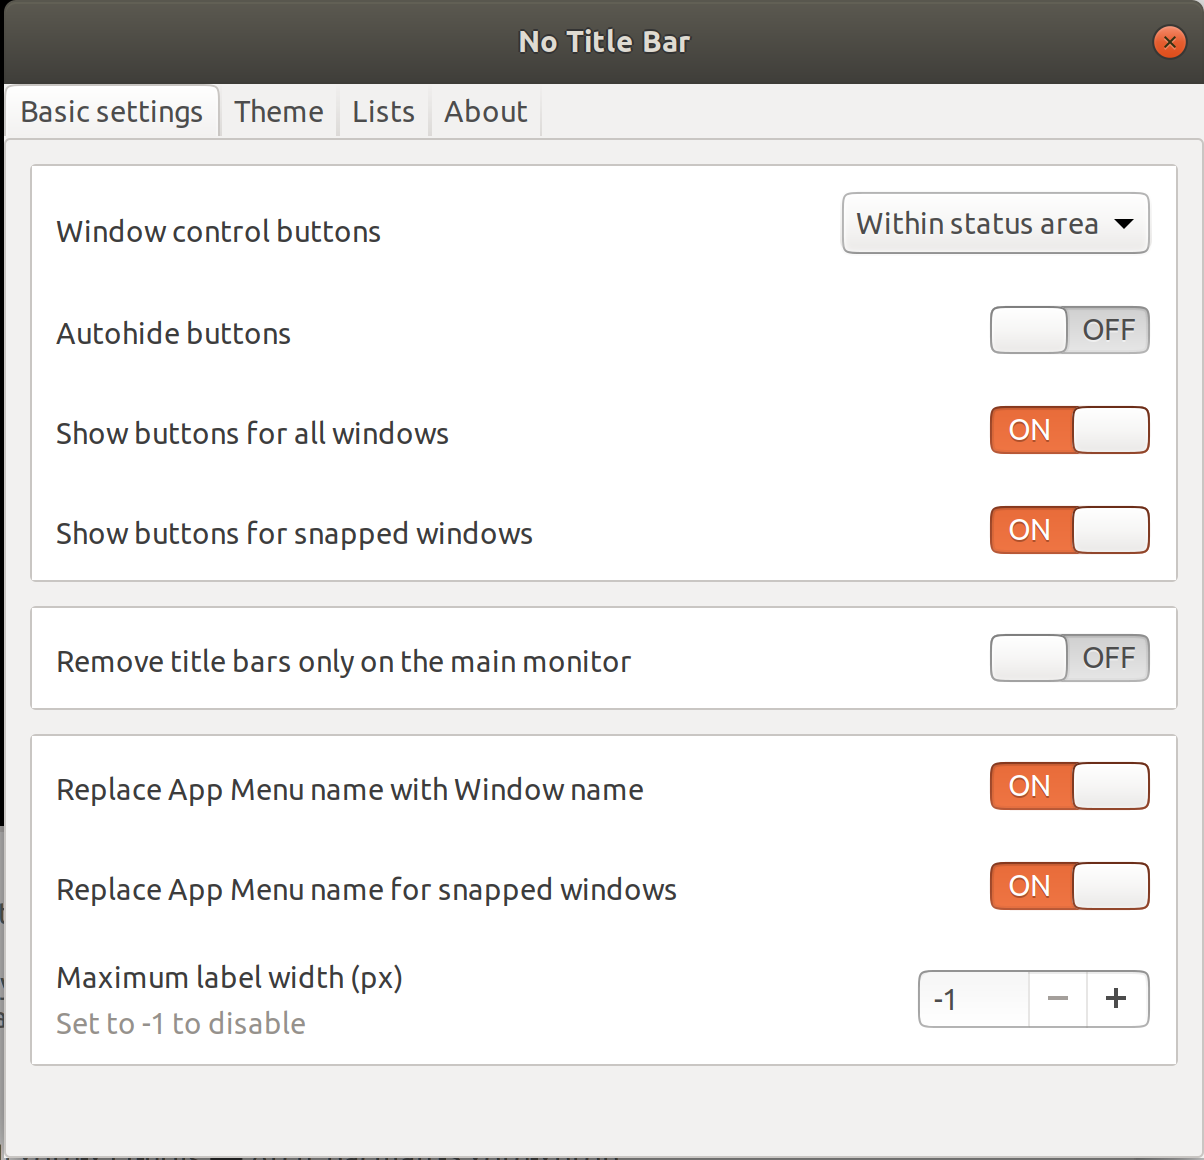 No Title Bar
Basic settings Theme Lists About
Window control buttons Within status area
Autohide buttons OFF
Show buttons for all windows ON
Show buttons for snapped windows ON
Remove title bars only on the main monitor OFF
Replace App Menu name with Window name ON
Replace App Menu name for snapped windows ON
Maximum label width (px)
-1
Set to -1 to disable